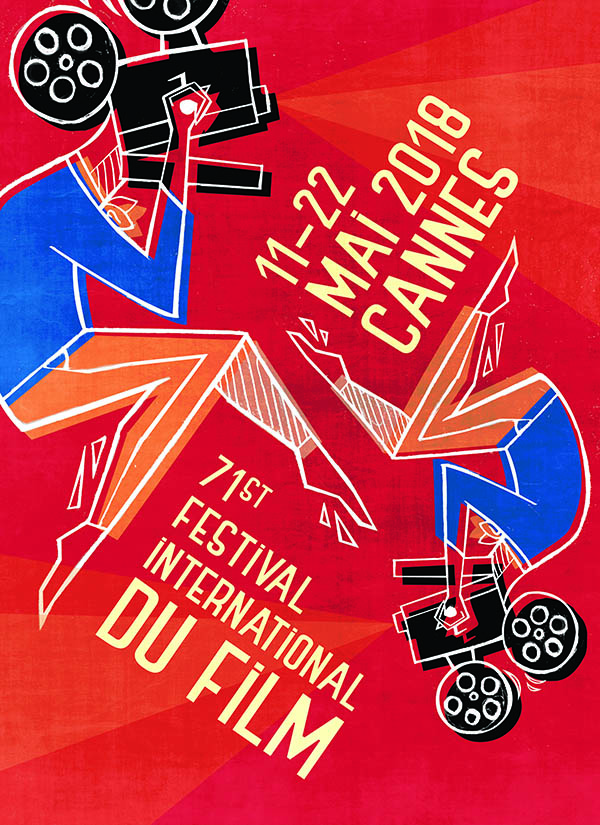 11–22
MAi 2018
CANNES
71ST
FESTiVAL
iNTERNATiONAL
DU FiLM